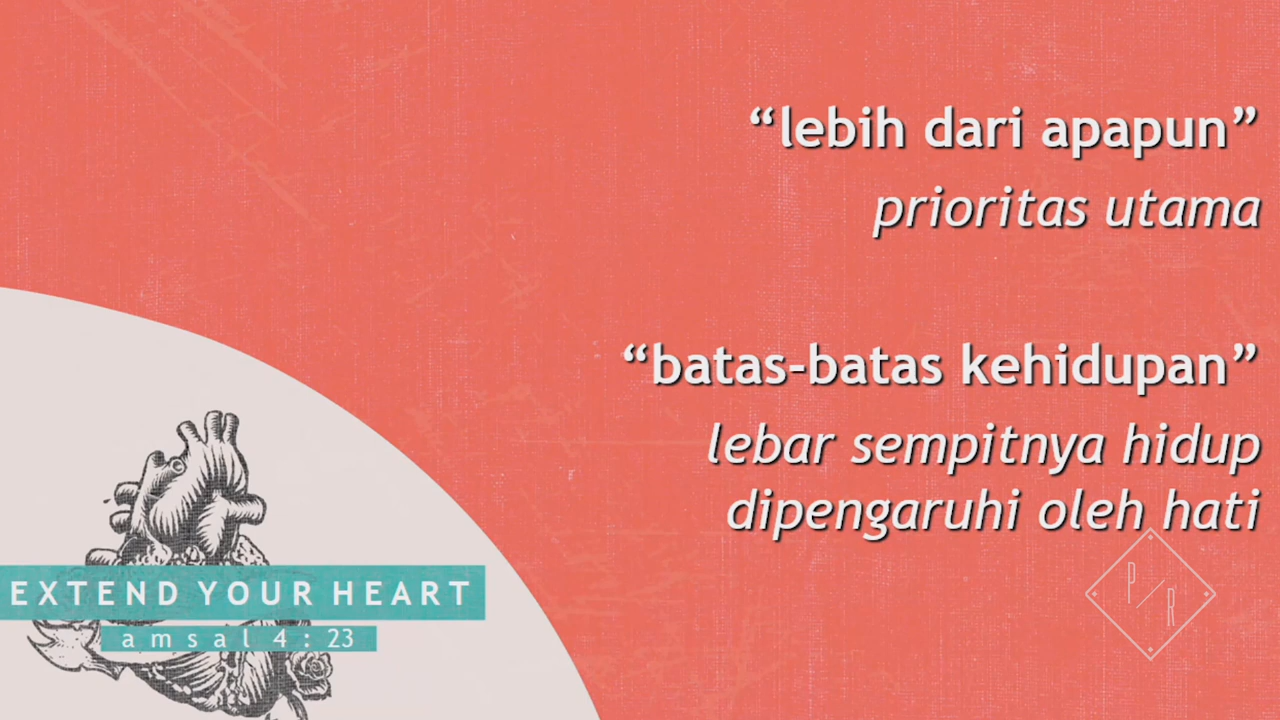 “lebih dari apapun”
prioritas utama
“batas-batas kehidupan”
lebar sempitnya hidup
dipengaruhi oleh hati
EXTEND YOUR HEART
amsal 4:23
P/R